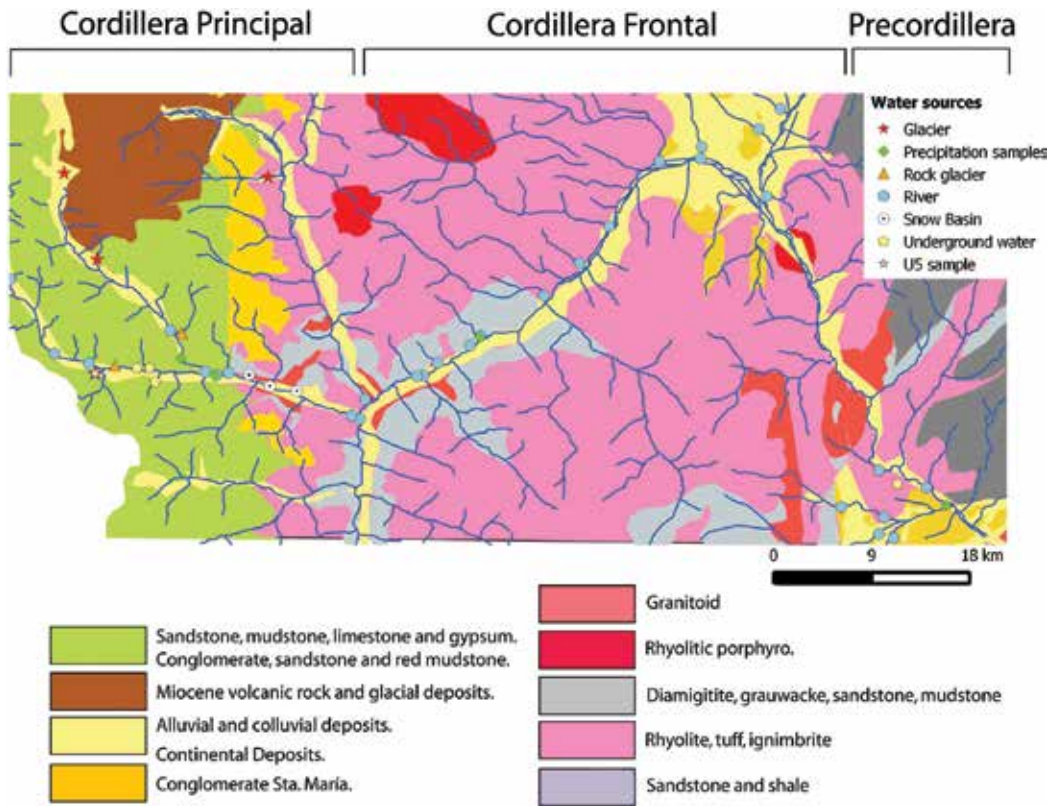 Cordillera Principal
Cordillera Frontal
Precordillera
Water sources
Glacier
Precipitation samples
Rock glacier
River
Snow Basin
Underground water
US sample
0 9 18 km
Sandstone, mudstone, limestone and gypsum.
Conglomerate, sandstone and red mudstone.
Miocene volcanic rock and glacial deposits.
Alluvial and colluvial deposits.
Continental Deposits.
Conglomerate Sta. María.
Granitoid
Rhyolitic porphyro.
Diamigitite, grauwacke, sandstone, mudstone
Rhyolite, tuff, ignimbrite
Sandstone and shale